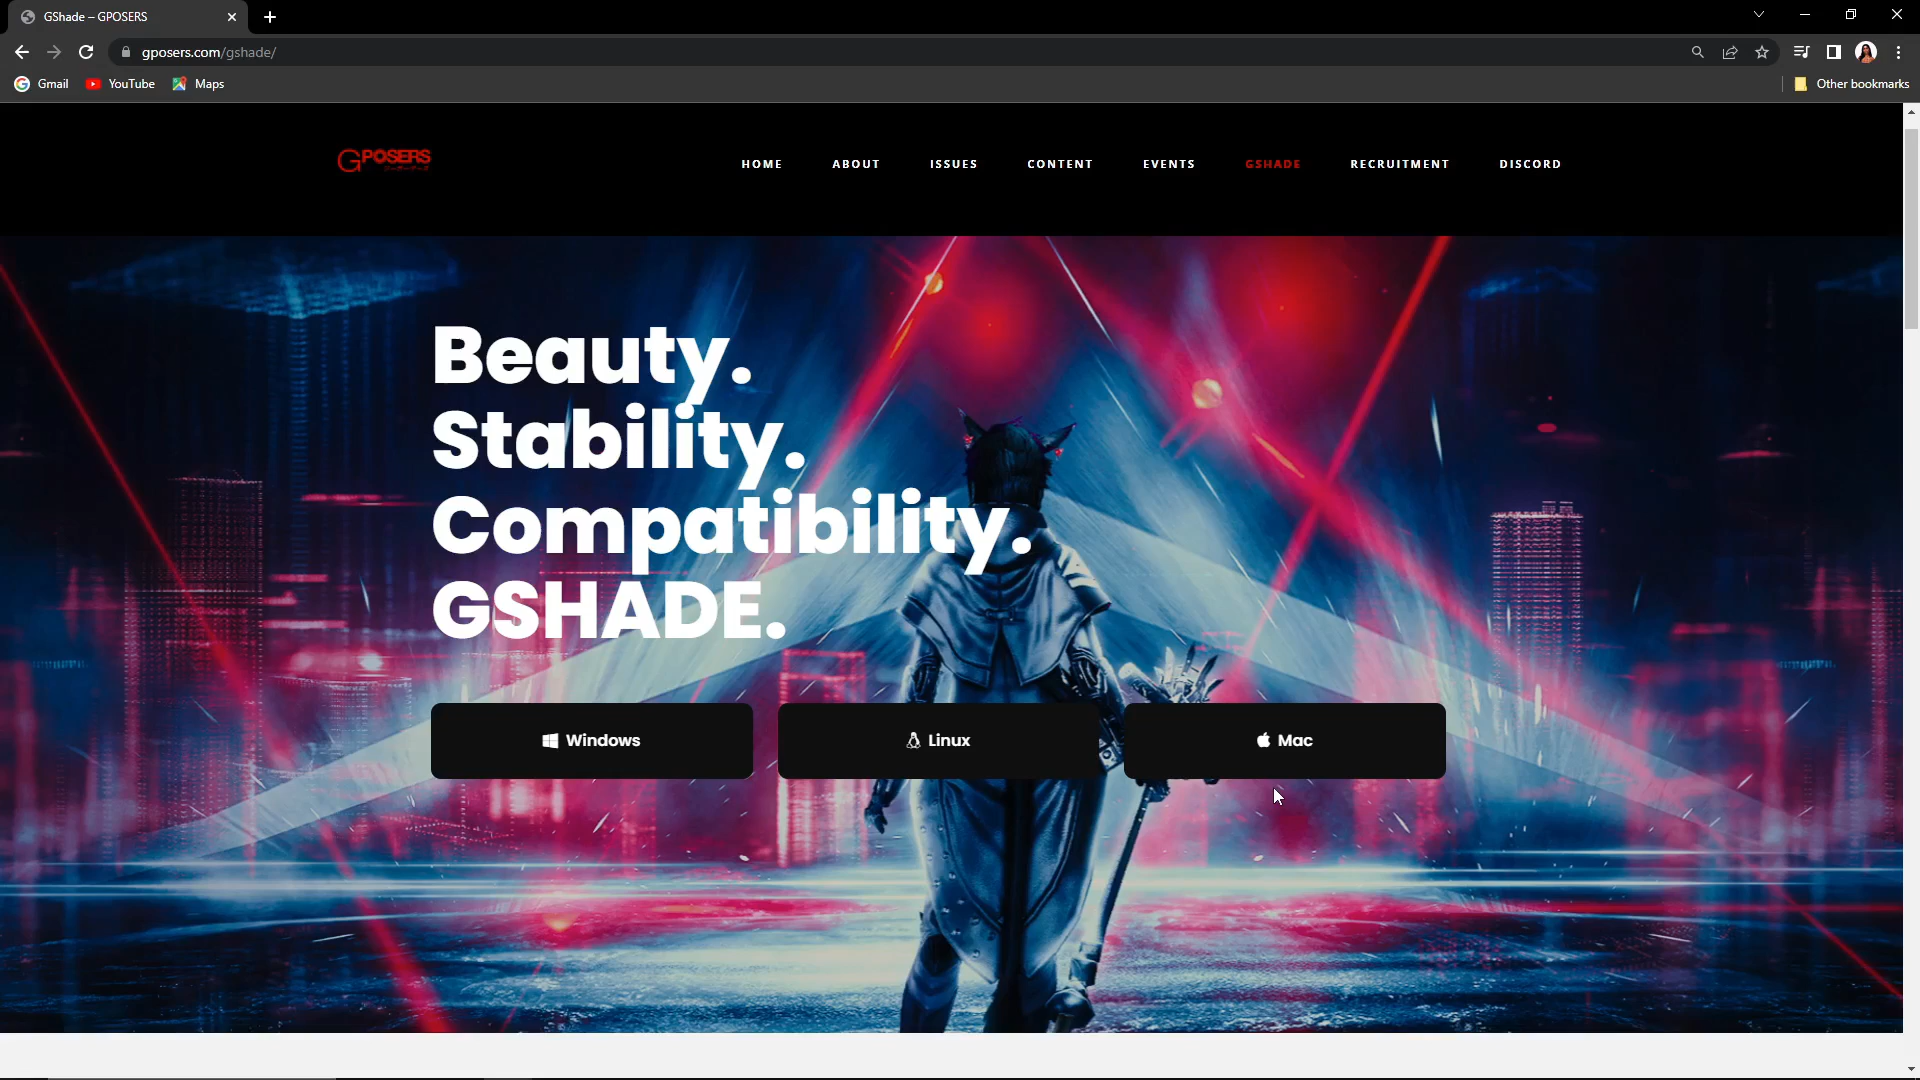 GShade – GPOSERS
gposers.com/gshade/
Gmail
YouTube
Maps
Other bookmarks
GPOSERS
HOME
ABOUT
ISSUES
CONTENT
EVENTS
GSHADE
RECRUITMENT
DISCORD
Beauty.
Stability.
Compatibility.
GSHADE.
Windows
Linux
Mac